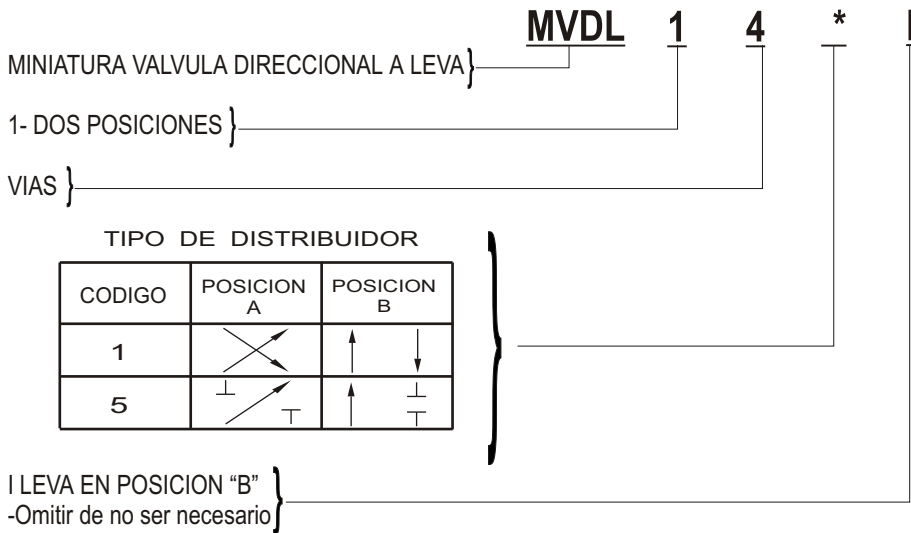 MVDL 1 4 * I
MINIATURA VALVULA DIRECCIONAL A LEVA
1- DOS POSICIONES
VIAS
TIPO DE DISTRIBUIDOR
CODIGO POSICION A POSICION B
1
5
I LEVA EN POSICION “B”
-Omitir de no ser necesario